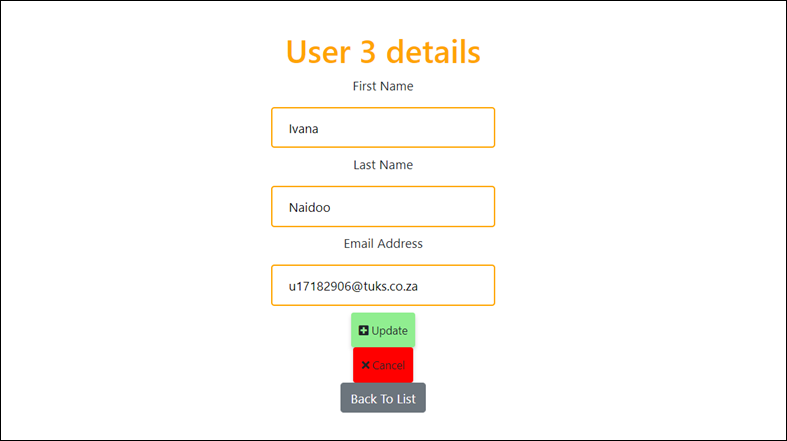 User 3 details
First Name
Ivana
Last Name
Naidoo
Email Address
u17182906@tuks.co.za
Update
Cancel
Back To List